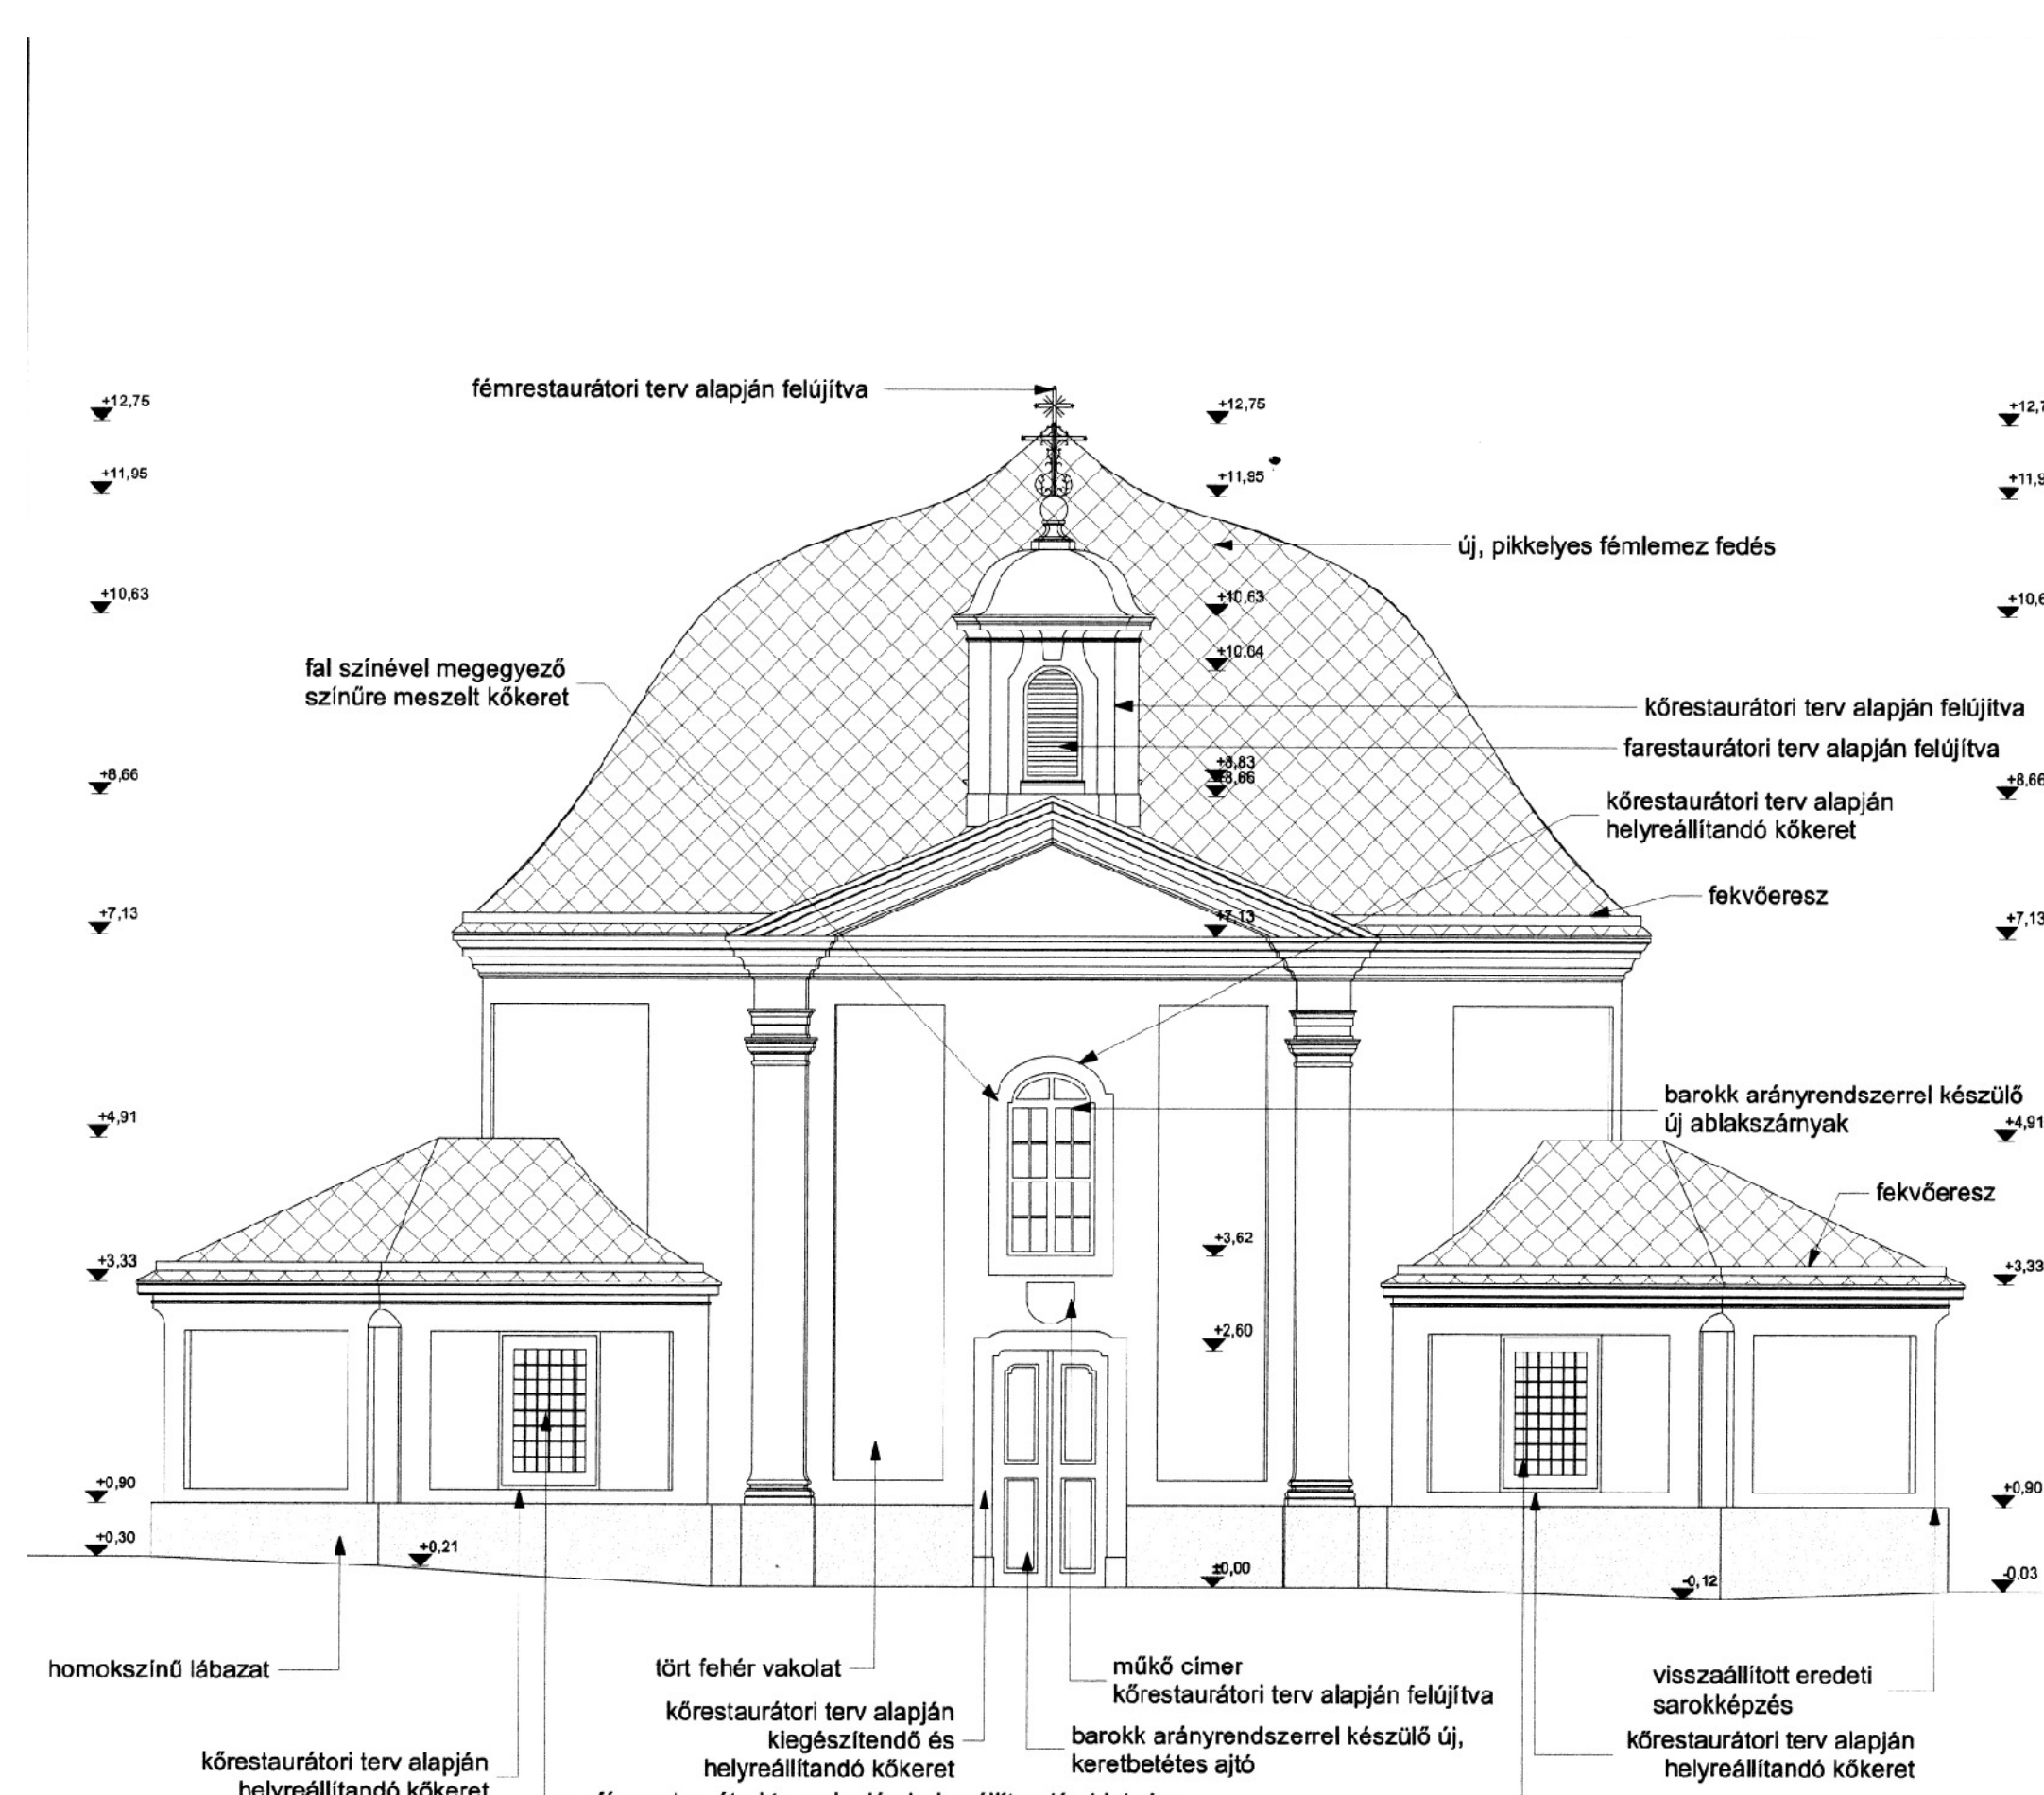 fémrestaurátori terv alapján felújítva
+12,75
+12,75
+11,95
+11,95
új, pikkelyes fémlemez fedés
+10,63
+10,63
+10.04
fal színével megegyező
színűre meszelt kőkeret
kőrestaurátori terv alapján felújítva
farestaurátori terv alapján felújítva
+8,83
+8,66
+8,66
+8,66
kőrestaurátori terv alapján
helyreállítandó kőkeret
fekvőeresz
+7,13
+7,13
+7,13
barokk arányrendszerrel készülő
új ablakszárnyak
+4,91
+4,91
fekvőeresz
+3,62
+3,33
+3,33
+2,60
+0,90
+0,90
+0,30
+0,21
±0,00
-0,12
-0.03
homokszínű lábazat
tört fehér vakolat
műkő címer
kőrestaurátori terv alapján felújítva
visszaállított eredeti
sarokképzés
kőrestaurátori terv alapján
kiegészítendő és
helyreállítandó kőkeret
barokk arányrendszerrel készülő új,
keretbetétes ajtó
kőrestaurátori terv alapján
helyreállítandó kőkeret
kőrestaurátori terv alapján
helyreállítandó kőkeret